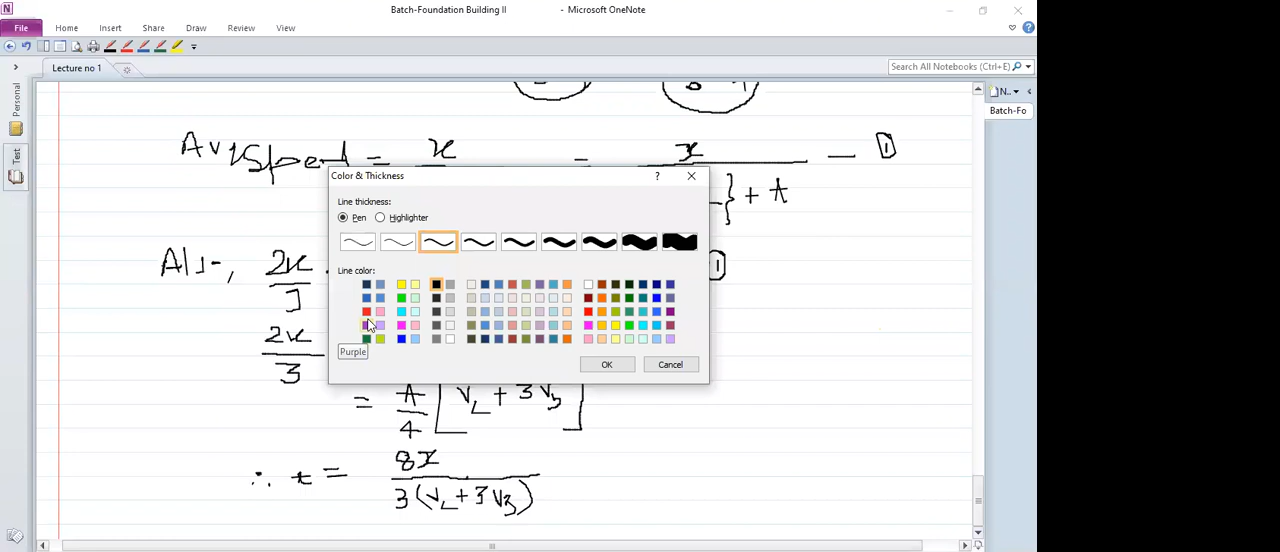 Batch-Foundation Building II - Microsoft OneNote
File Home Insert Share Draw Review View
Lecture no 1
Search All Notebooks (Ctrl+E)
Personal
Test
N..
Batch-Fo
= x = x — ①
} + t
Color & Thickness
Line thickness:
Pen Highlighter
Line color:
Purple
OK Cancel
2x/3
2x/3
= t/4 [ V₂ + 3V₃ ]
∴ t = 8x / 3(V₂ + 3V₃)